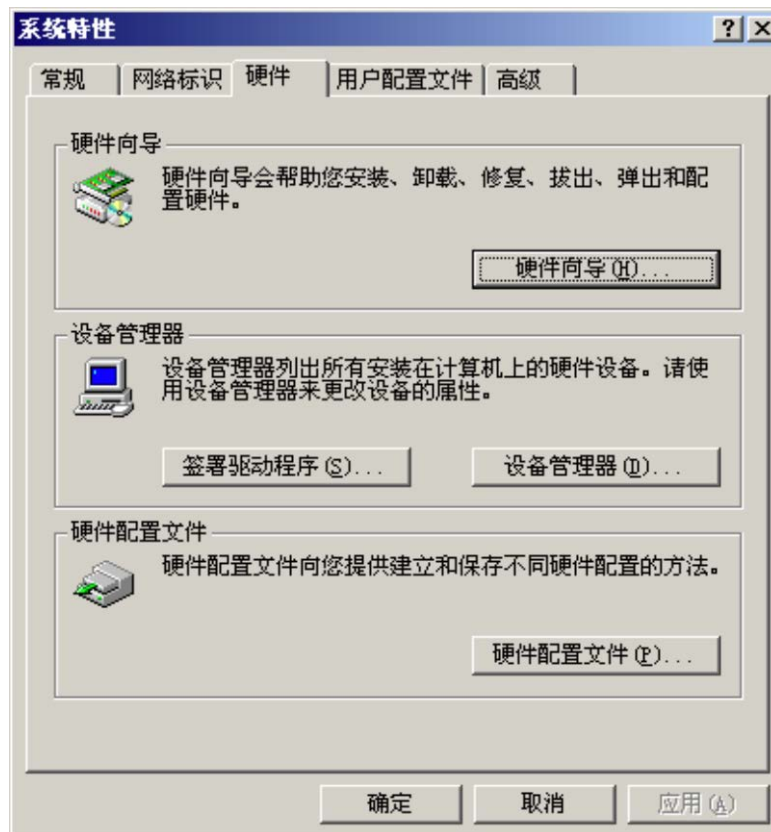 系统特性
常规 网络标识 硬件 用户配置文件 高级
硬件向导
硬件向导会帮助您安装、卸载、修复、拔出、弹出和配
置硬件。
硬件向导(H)...
设备管理器
设备管理器列出所有安装在计算机上的硬件设备。请使
用设备管理器来更改设备的属性。
签署驱动程序(S)... 设备管理器(D)...
硬件配置文件
硬件配置文件向您提供建立和保存不同硬件配置的方法。
硬件配置文件(P)...
确定 取消 应用(A)